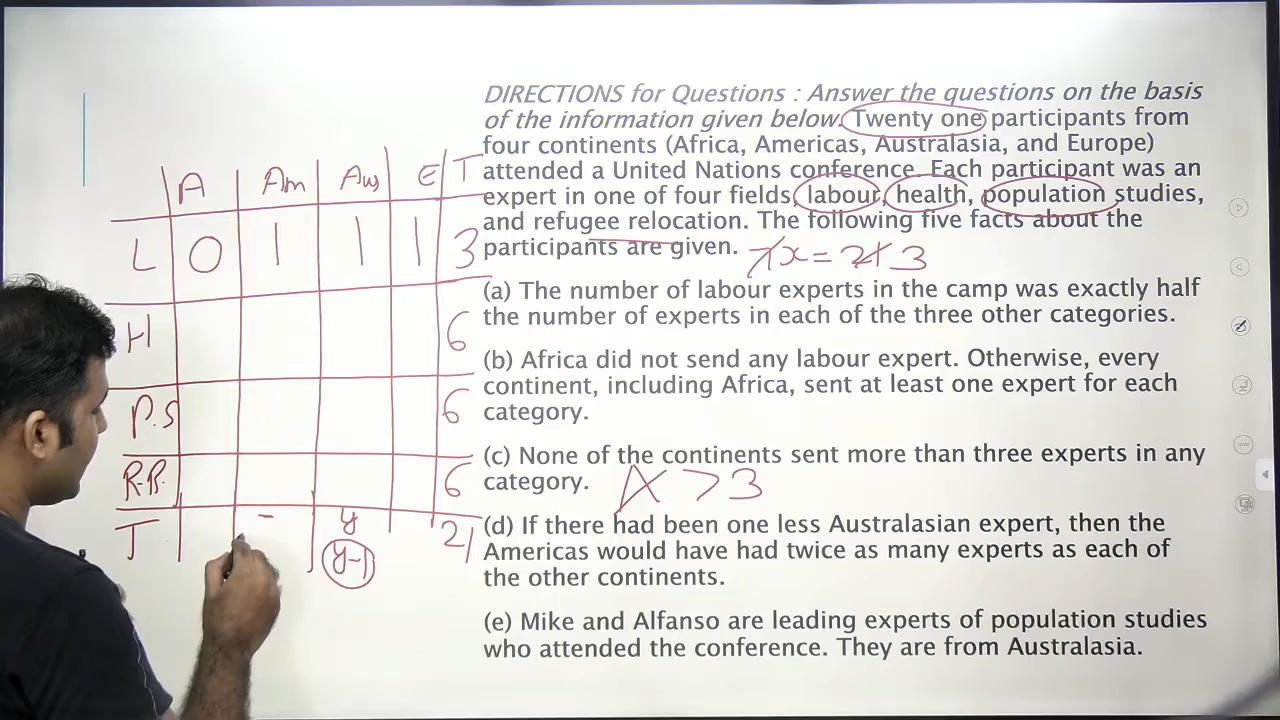 DIRECTIONS for Questions : Answer the questions on the basis
of the information given below. Twenty one participants from
four continents (Africa, Americas, Australasia, and Europe)
attended a United Nations conference. Each participant was an
expert in one of four fields, labour, health, population studies,
and refugee relocation. The following five facts about the
participants are given.
7x = 21 3
(a) The number of labour experts in the camp was exactly half
the number of experts in each of the three other categories.
(b) Africa did not send any labour expert. Otherwise, every
continent, including Africa, sent at least one expert for each
category.
(c) None of the continents sent more than three experts in any
category.
> 3
(d) If there had been one less Australasian expert, then the
Americas would have had twice as many experts as each of
the other continents.
(e) Mike and Alfanso are leading experts of population studies
who attended the conference. They are from Australasia.
A Am Aus E T
L 0 1 1 1 3
H 6
P.S 6
R.R. 6
T - y 21
y-1